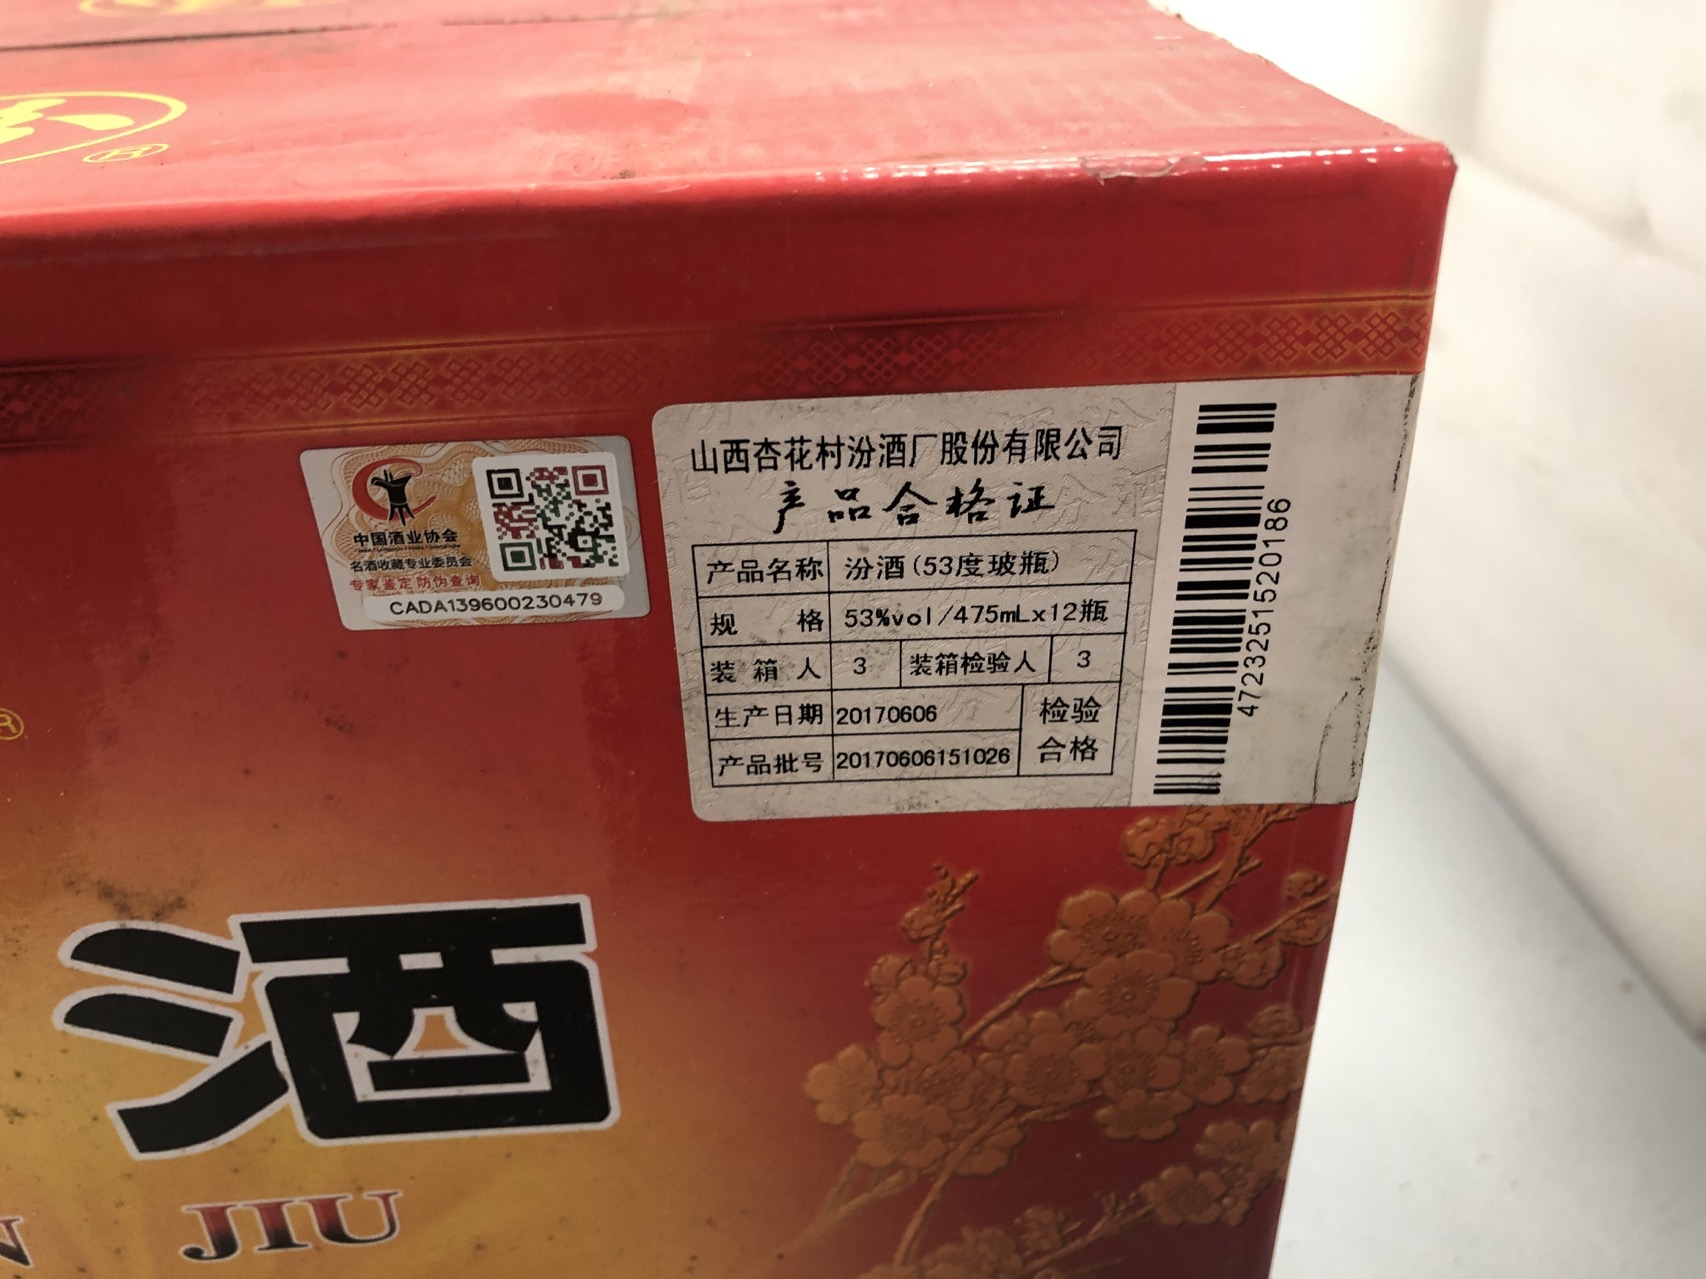 ®
®
中国酒业协会
名酒收藏专业委员会
专家鉴定 防伪查询
CADA139600230479
山西杏花村汾酒厂股份有限公司
产品合格证
产品名称 汾酒(53度玻瓶)
规 格 53%vol/475mLx12瓶
装 箱 人 3 装箱检验人 3
生产日期 20170606 检验
产品批号 20170606151026 合格
4723251520186
酒
JIU